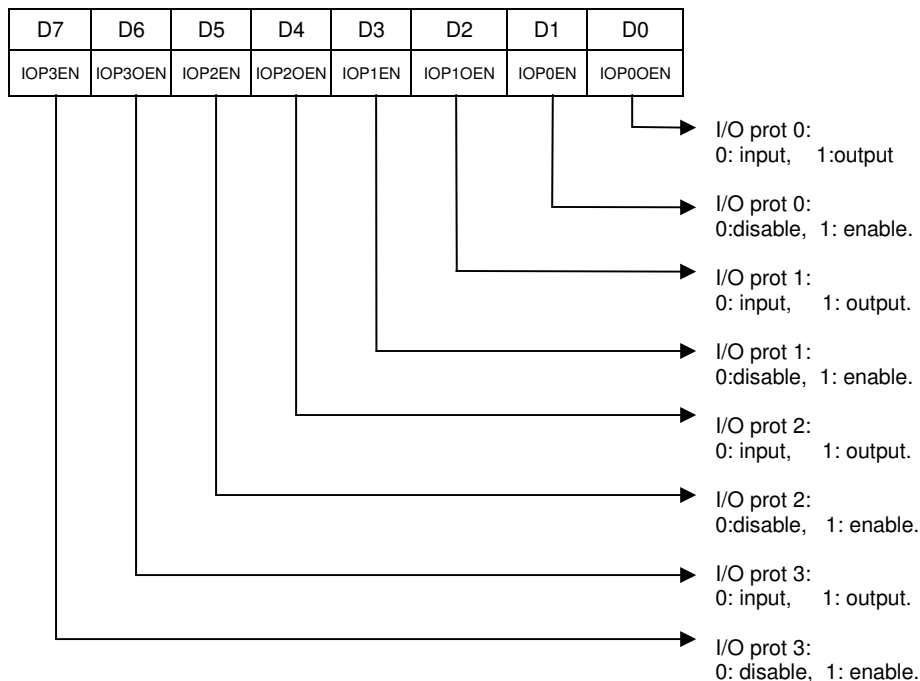 D7 D6 D5 D4 D3 D2 D1 D0
IOP3EN IOP3OEN IOP2EN IOP2OEN IOP1EN IOP1OEN IOP0EN IOP0OEN
I/O prot 0:
0: input, 1:output
I/O prot 0:
0:disable, 1: enable.
I/O prot 1:
0: input, 1: output.
I/O prot 1:
0:disable, 1: enable.
I/O prot 2:
0: input, 1: output.
I/O prot 2:
0:disable, 1: enable.
I/O prot 3:
0: input, 1: output.
I/O prot 3:
0: disable, 1: enable.